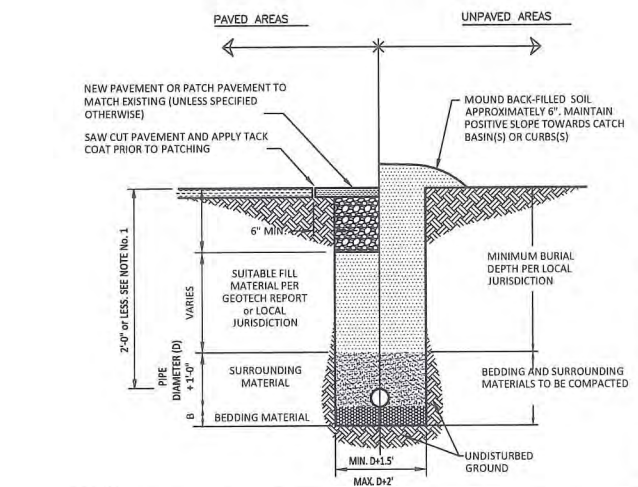 PAVED AREAS
UNPAVED AREAS
NEW PAVEMENT OR PATCH PAVEMENT TO
MATCH EXISTING (UNLESS SPECIFIED
OTHERWISE)
SAW CUT PAVEMENT AND APPLY TACK
COAT PRIOR TO PATCHING
MOUND BACK-FILLED SOIL
APPROXIMATELY 6". MAINTAIN
POSITIVE SLOPE TOWARDS CATCH
BASIN(S) OR CURBS(S)
6" MIN.
2'-0" or LESS. SEE NOTE No. 1
VARIES
SUITABLE FILL
MATERIAL PER
GEOTECH REPORT
or LOCAL
JURISDICTION
MINIMUM BURIAL
DEPTH PER LOCAL
JURISDICTION
PIPE
DIAMETER (D)
+ 1'-0"
SURROUNDING
MATERIAL
BEDDING AND SURROUNDING
MATERIALS TO BE COMPACTED
B
BEDDING MATERIAL
UNDISTURBED
GROUND
MIN. D+1.5'
MAX. D+2'